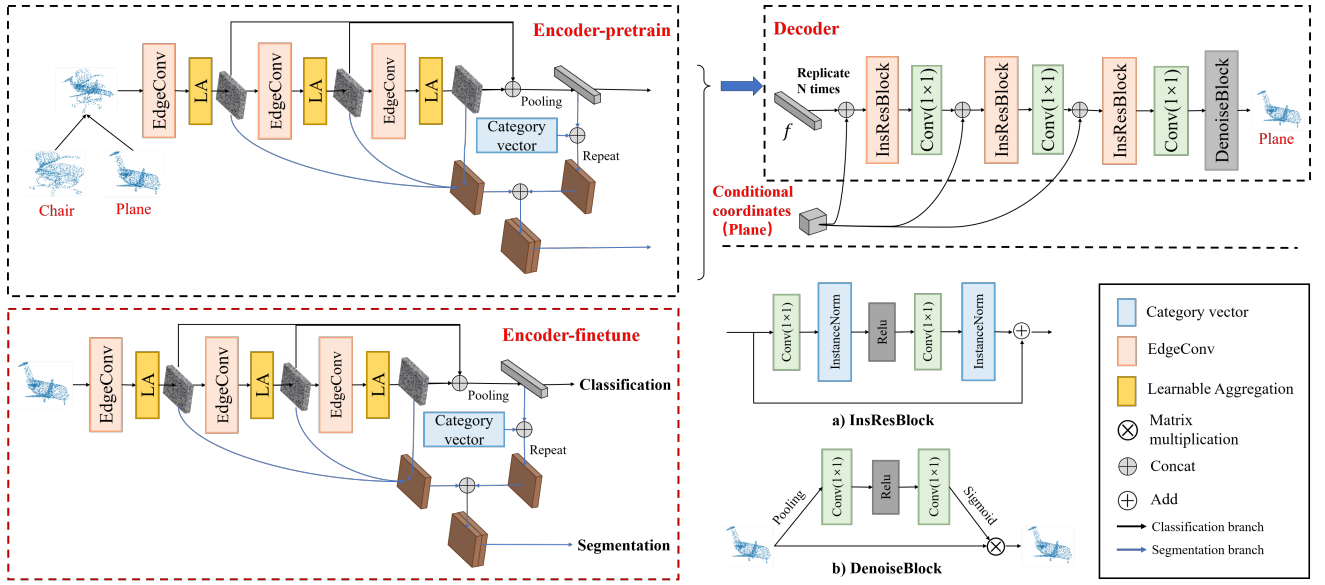 Encoder-pretrain
EdgeConv
LA
EdgeConv
LA
EdgeConv
LA
Pooling
Category
vector
Repeat
Chair
Plane
Decoder
Replicate
N times
f
InsResBlock
Conv(1×1)
InsResBlock
Conv(1×1)
InsResBlock
Conv(1×1)
DenoiseBlock
Plane
Conditional
coordinates
(Plane)
Encoder-finetune
EdgeConv
LA
EdgeConv
LA
EdgeConv
LA
Pooling
Classification
Category
vector
Repeat
Segmentation
Conv(1×1)
InstanceNorm
Relu
Conv(1×1)
InstanceNorm
a) InsResBlock
Pooling
Conv(1×1)
Relu
Conv(1×1)
Sigmoid
b) DenoiseBlock
Category vector
EdgeConv
Learnable Aggregation
Matrix
multiplication
Concat
Add
Classification branch
Segmentation branch